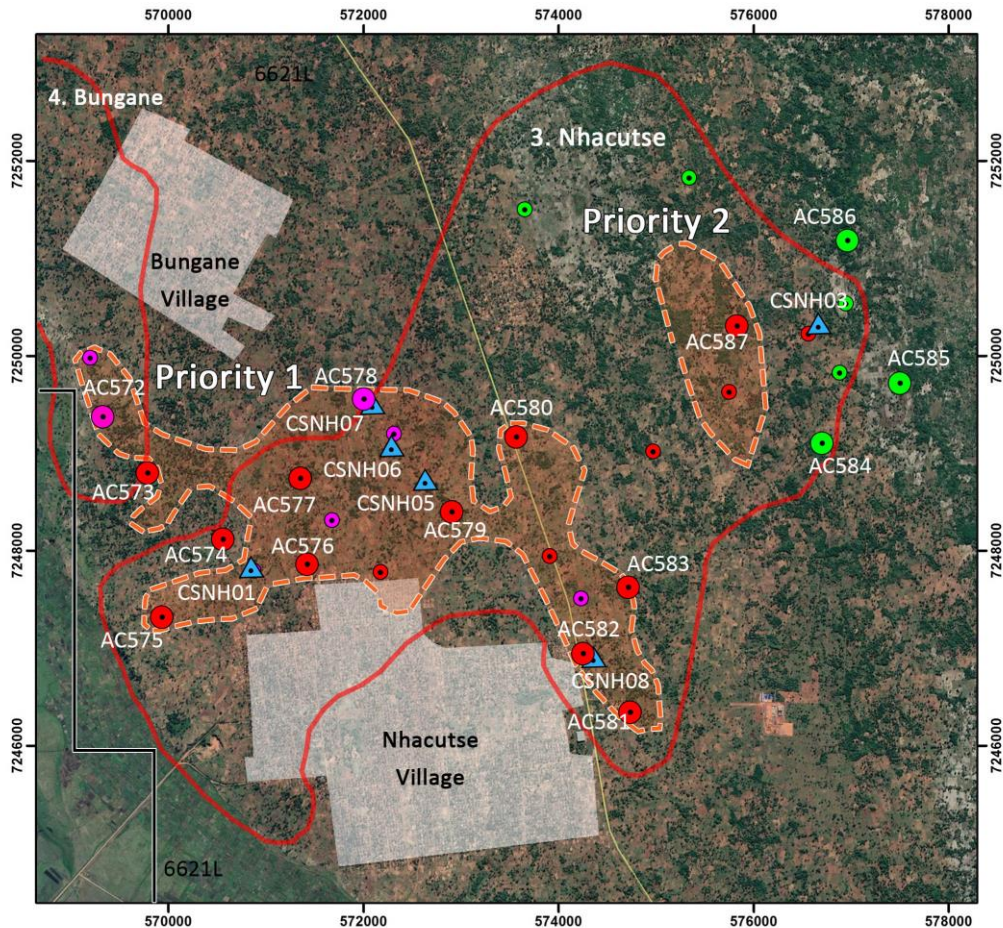 570000 572000 574000 576000 578000
6621L
4. Bungane
3. Nhacutse
7252000 7252000
Priority 2
AC586
Bungane
Village
CSNH03
AC587
7250000 7250000
Priority 1
AC578
AC572
AC585
AC580
CSNH07
CSNH06
AC584
AC573
AC577
CSNH05
AC579
7248000 7248000
AC574
AC576
AC583
CSNH01
AC575
AC582
CSNH08
AC581
7246000 7246000
Nhacutse
Village
6621L
570000 572000 574000 576000 578000